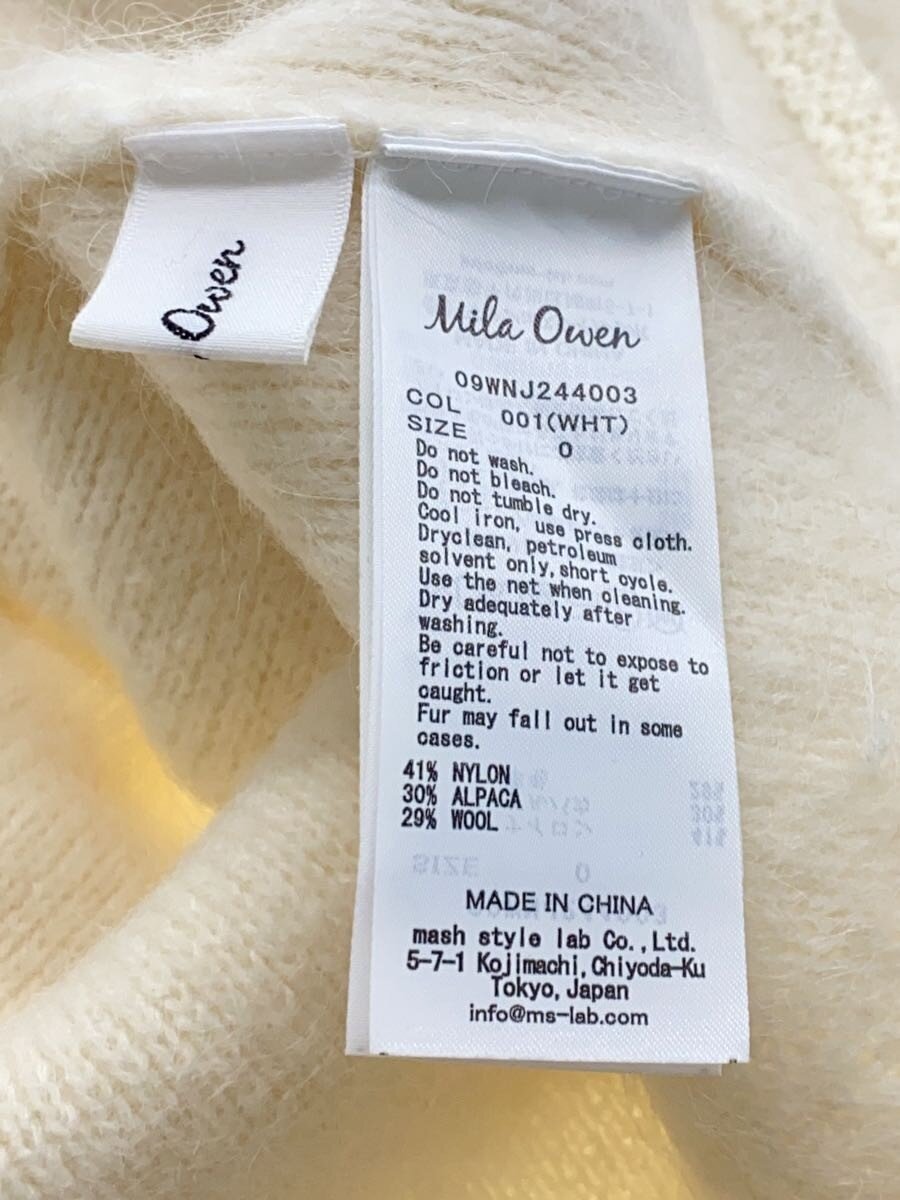 Owen
Mila Owen
09WNJ244003
COL 001(WHT)
SIZE 0
Do not wash.
Do not bleach.
Do not tumble dry.
Cool iron, use press cloth.
Dryclean, petroleum
solvent only,short cycle.
Use the net when cleaning.
Dry adequately after
washing.
Be careful not to expose to
friction or let it get
caught.
Fur may fall out in some
cases.
41% NYLON
30% ALPACA
29% WOOL
MADE IN CHINA
mash style lab Co.,Ltd.
5-7-1 Kojimachi,Chiyoda-Ku
Tokyo,Japan
info@ms-lab.com